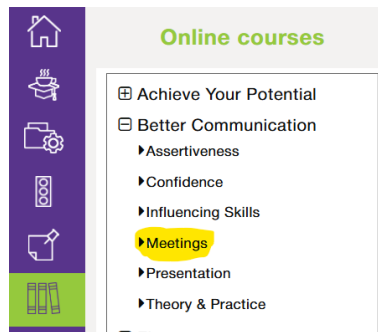 Online courses
Achieve Your Potential
Better Communication
Assertiveness
Confidence
Influencing Skills
Meetings
Presentation
Theory & Practice